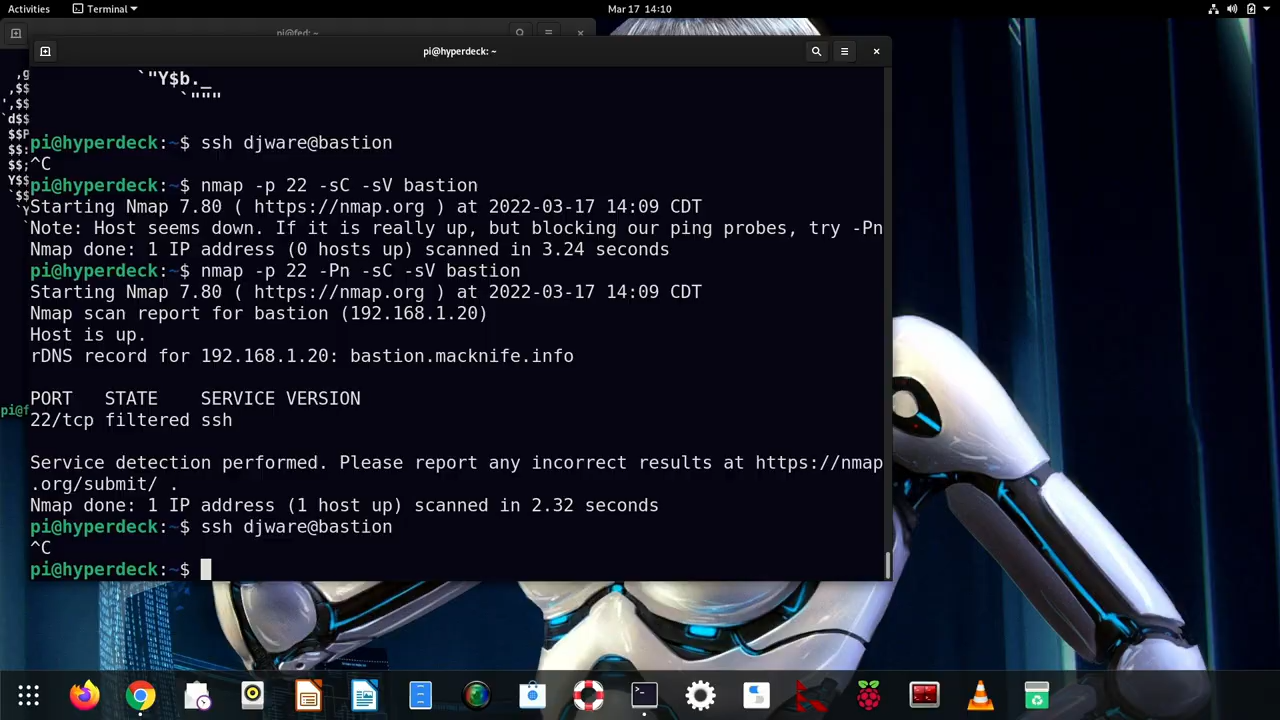 Activities Terminal Mar 17 14:10
pi@fed: ~
pi@hyperdeck: ~
`"Y$b._
`"""
pi@hyperdeck:~$ ssh djware@bastion
^C
pi@hyperdeck:~$ nmap -p 22 -sC -sV bastion
Starting Nmap 7.80 ( https://nmap.org ) at 2022-03-17 14:09 CDT
Note: Host seems down. If it is really up, but blocking our ping probes, try -Pn
Nmap done: 1 IP address (0 hosts up) scanned in 3.24 seconds
pi@hyperdeck:~$ nmap -p 22 -Pn -sC -sV bastion
Starting Nmap 7.80 ( https://nmap.org ) at 2022-03-17 14:09 CDT
Nmap scan report for bastion (192.168.1.20)
Host is up.
rDNS record for 192.168.1.20: bastion.macknife.info
PORT   STATE    SERVICE VERSION
22/tcp filtered ssh
Service detection performed. Please report any incorrect results at https://nmap
.org/submit/ .
Nmap done: 1 IP address (1 host up) scanned in 2.32 seconds
pi@hyperdeck:~$ ssh djware@bastion
^C
pi@hyperdeck:~$